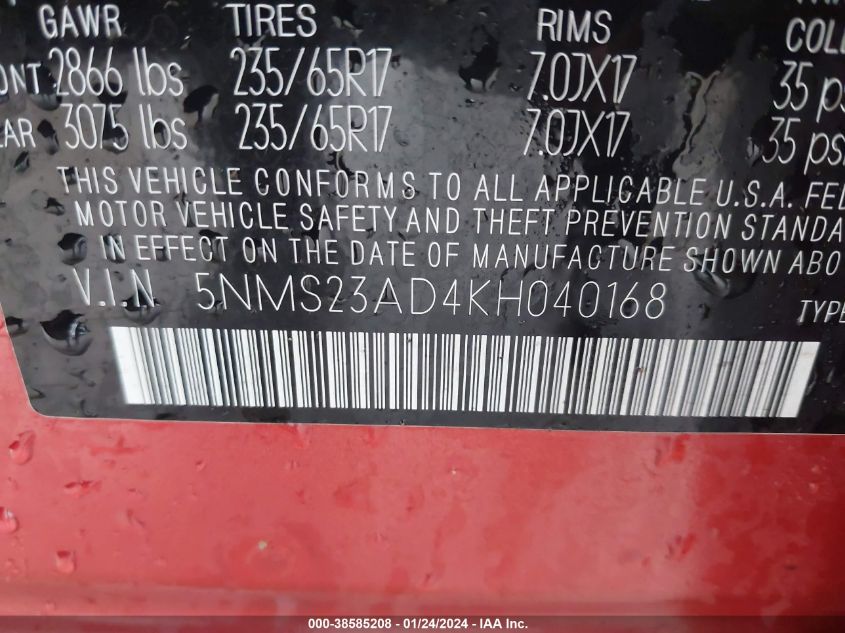 GAWR TIRES RIMS COLD
ONT 2866 lbs 235/65R17 7.0JX17 35 ps
EAR 3075 lbs 235/65R17 7.0JX17 35 psi
THIS VEHICLE CONFORMS TO ALL APPLICABLE U.S.A. FED
MOTOR VEHICLE SAFETY AND THEFT PREVENTION STANDA
IN EFFECT ON THE DATE OF MANUFACTURE SHOWN ABO
V.I.N 5NMS23AD4KH040168 TYPE
000-38585208 - 01/24/2024 - IAA Inc.